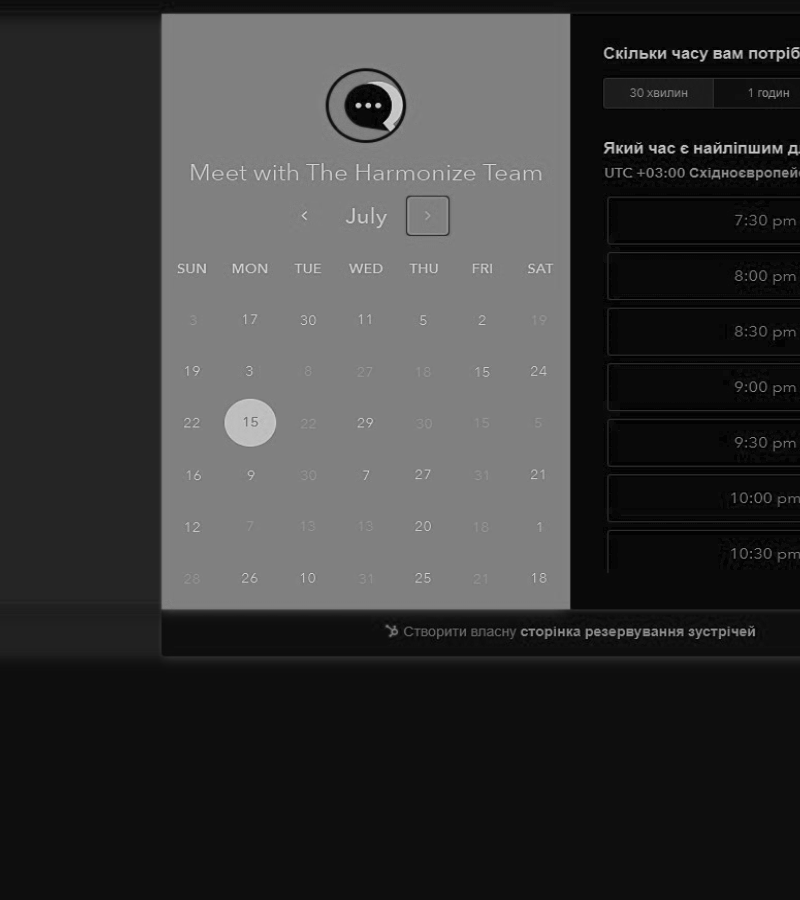 Meet with The Harmonize Team
July
SUN MON TUE WED THU FRI SAT
3 17 30 11 5 2 19
19 3 8 27 18 15 24
22 15 22 29 30 15 5
16 9 30 7 27 31 21
12 7 13 13 20 18 1
28 26 10 31 25 21 18
Скільки часу вам
30 хвилин 1 годин
Який час є найліпшим
UTC +03:00
7:30 pm
8:00 pm
8:30 pm
9:00 pm
9:30 pm
10:00 pm
10:30 pm
Створити власну сторінка резервування зустрічей